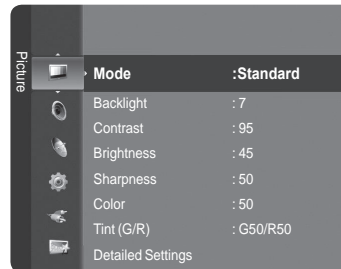 Picture
Mode :Standard
Backlight : 7
Contrast : 95
Brightness : 45
Sharpness : 50
Color : 50
Tint (G/R) : G50/R50
Detailed Settings